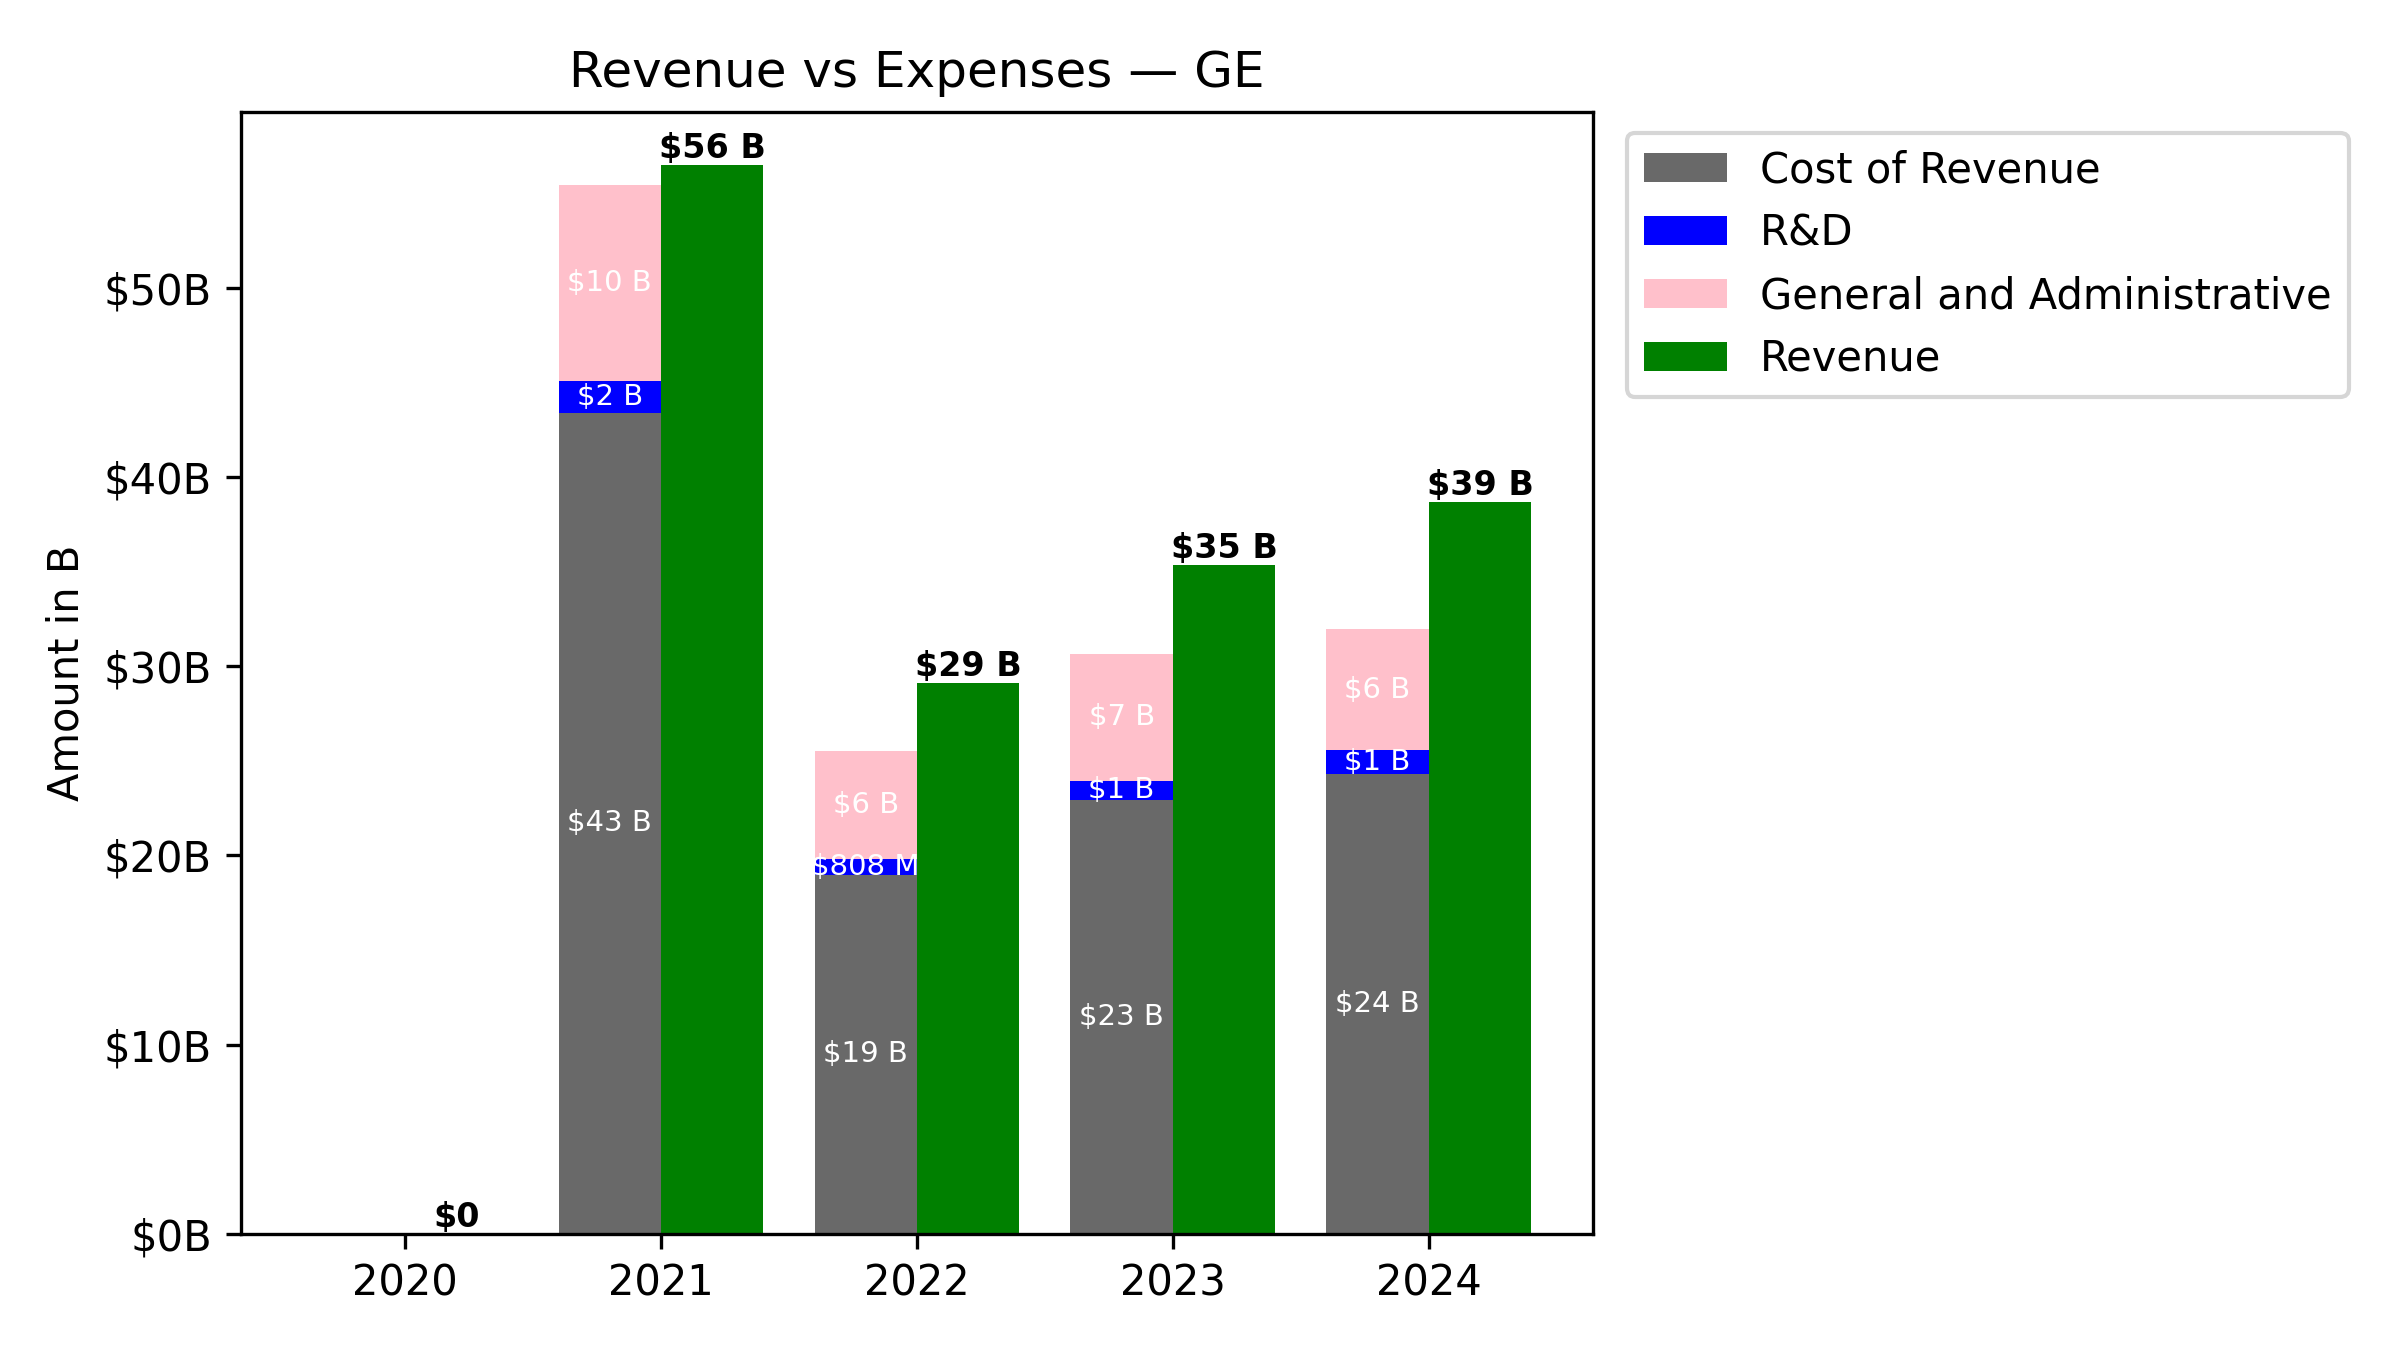 Revenue vs Expenses — GE
Cost of Revenue
R&D
General and Administrative
Revenue
Amount in B
$50B
$40B
$30B
$20B
$10B
$0B
$0
$56 B
$10 B
$2 B
$43 B
$29 B
$6 B
$808 M
$19 B
$35 B
$7 B
$1 B
$23 B
$39 B
$6 B
$1 B
$24 B
2020
2021
2022
2023
2024